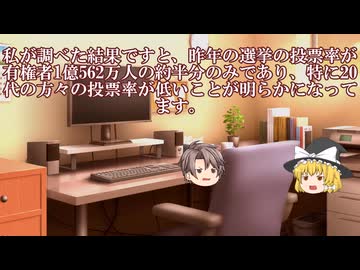 私が調べた結果ですと、昨年の選挙の投票率が
有権者1億562万人の約半分のみであり、特に20
代の方々の投票率が低いことが明らかになって
ます。